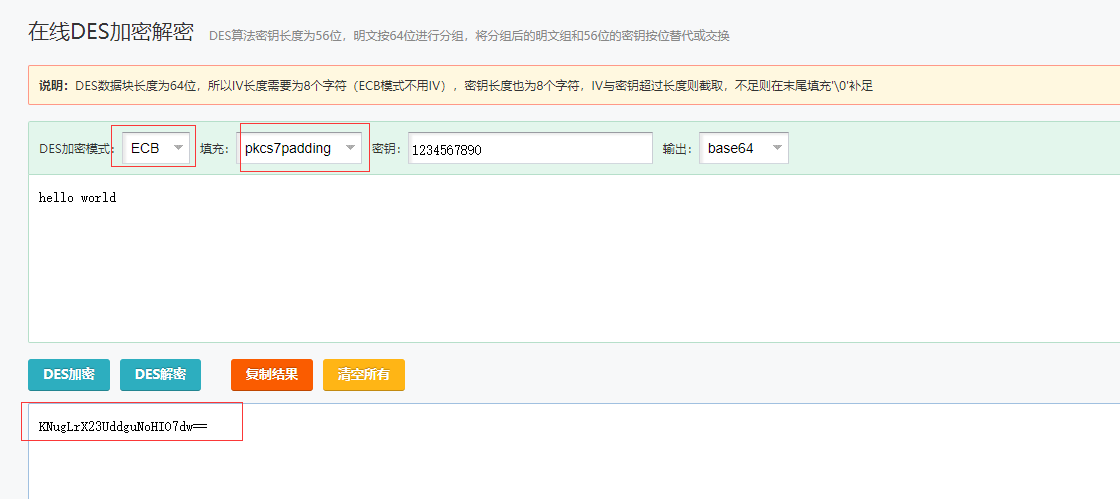 在线DES加密解密 DES算法密钥长度为56位，明文按64位进行分组，将分组后的明文组和56位的密钥按位替代或交换
说明：DES数据块长度为64位，所以IV长度需要为8个字符（ECB模式不用IV），密钥长度也为8个字符，IV与密钥超过长度则截取，不足则在末尾填充'\0'补足
DES加密模式：ECB 填充：pkcs7padding 密钥：1234567890 输出：base64
hello world
DES加密 DES解密 复制结果 清空所有
KNugLrX23UddguNoHIO7dw==